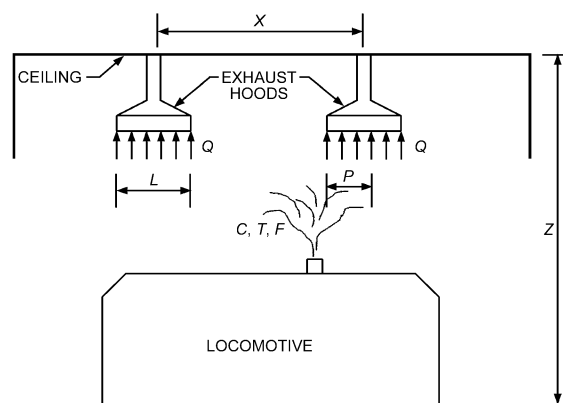 X
CEILING
EXHAUST
HOODS
Q
Q
L
P
C, T, F
Z
LOCOMOTIVE